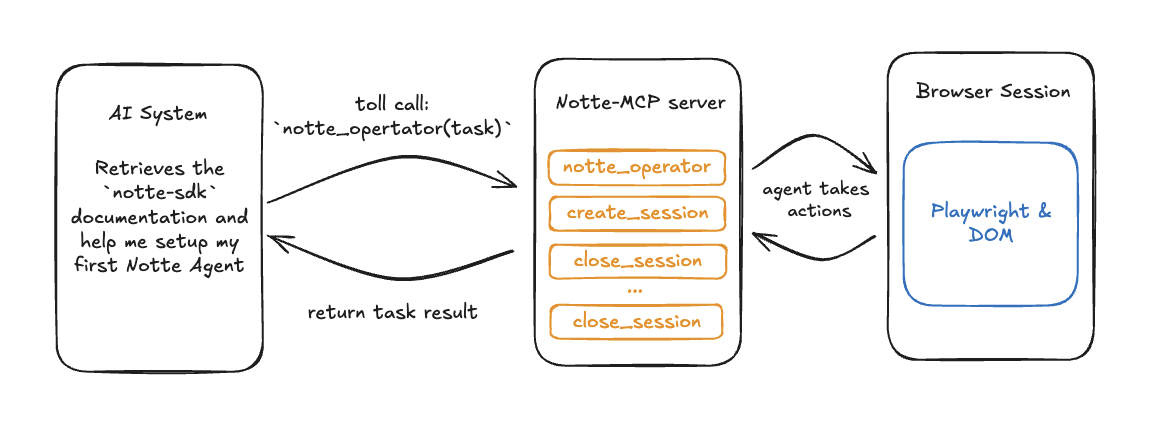 AI System
Retrieves the
`notte-sdk`
documentation and
help me setup my
first Notte Agent
toll call:
`notte_opertator(task)`
return task result
Notte-MCP server
notte_operator
create_session
close_session
...
close_session
agent takes
actions
Browser Session
Playwright &
DOM